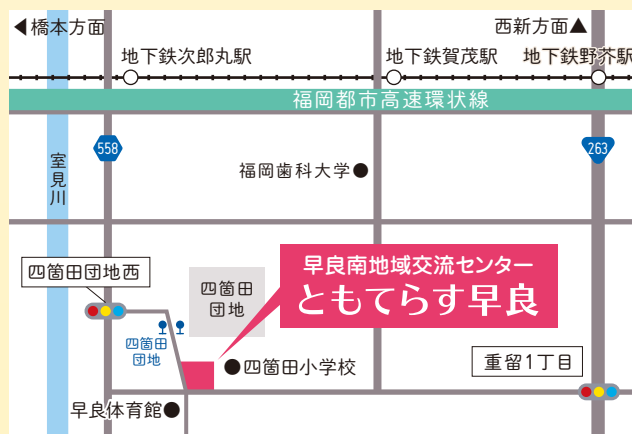 ◀橋本方面
西新方面▲
地下鉄次郎丸駅
地下鉄賀茂駅
地下鉄野芥駅
福岡都市高速環状線
558
263
室見川
福岡歯科大学●
四箇田団地西
四箇田
団地
早良南地域交流センター
ともてらす早良
四箇田
団地
●四箇田小学校
重留1丁目
早良体育館●